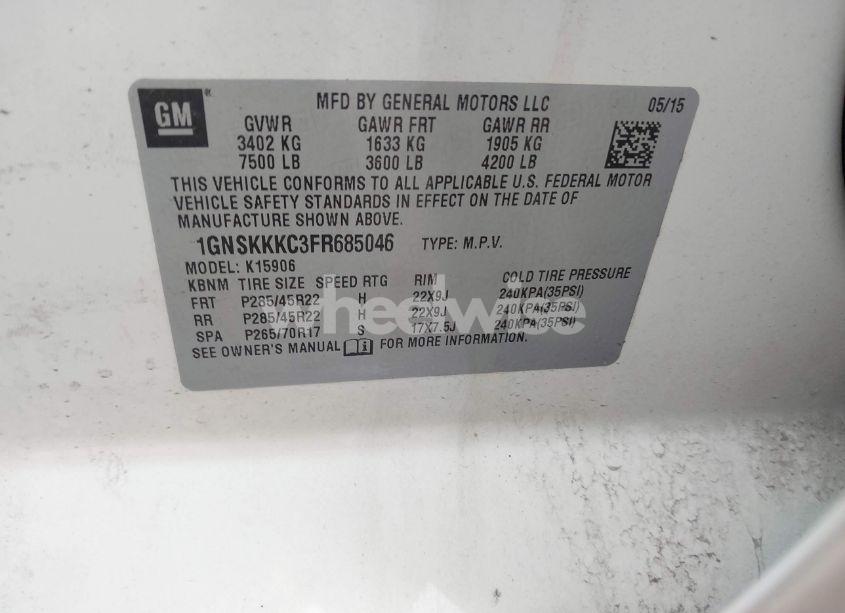 GM
MFD BY GENERAL MOTORS LLC 05/15
GVWR GAWR FRT GAWR RR
3402 KG 1633 KG 1905 KG
7500 LB 3600 LB 4200 LB
THIS VEHICLE CONFORMS TO ALL APPLICABLE U.S. FEDERAL MOTOR
VEHICLE SAFETY STANDARDS IN EFFECT ON THE DATE OF
MANUFACTURE SHOWN ABOVE.
1GNSKKKC3FR685046 TYPE: M.P.V.
MODEL: K15906
KBNM TIRE SIZE SPEED RTG RIM COLD TIRE PRESSURE
FRT P285/45R22 H 22X9J 240KPA(35PSI)
RR P285/45R22 H 22X9J 240KPA(35PSI)
SPA P265/70R17 S 17X7.5J 240KPA(35PSI)
SEE OWNER'S MANUAL i FOR MORE INFORMATION.
wheelwise